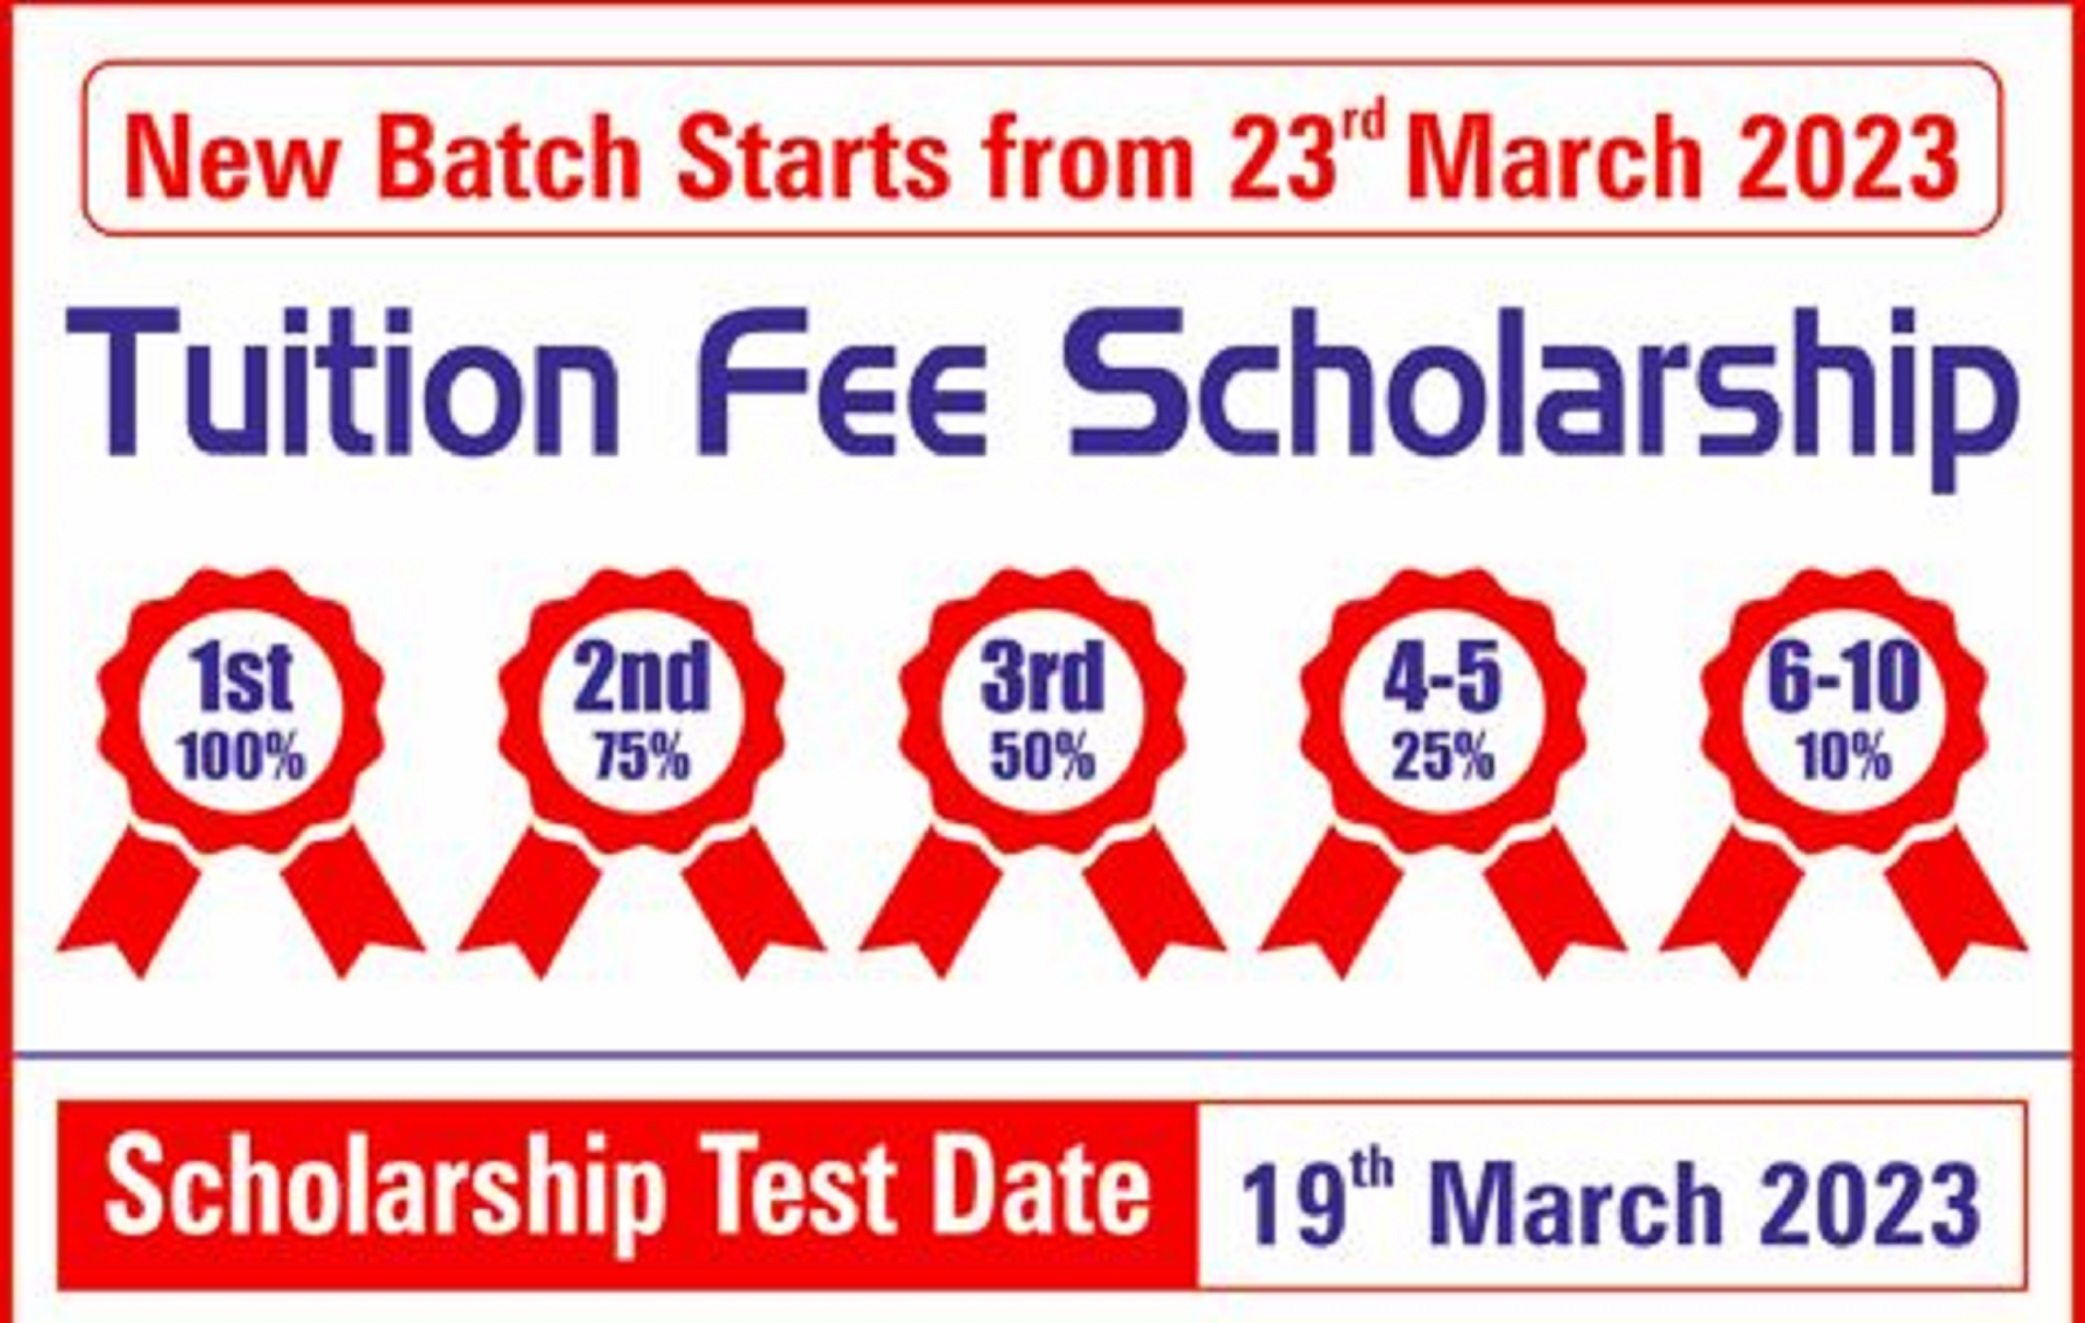 New Batch Starts from 23rd March 2023
Tuition Fee Scholarship
1st
100%
2nd
75%
3rd
50%
4-5
25%
6-10
10%
Scholarship Test Date
19th March 2023